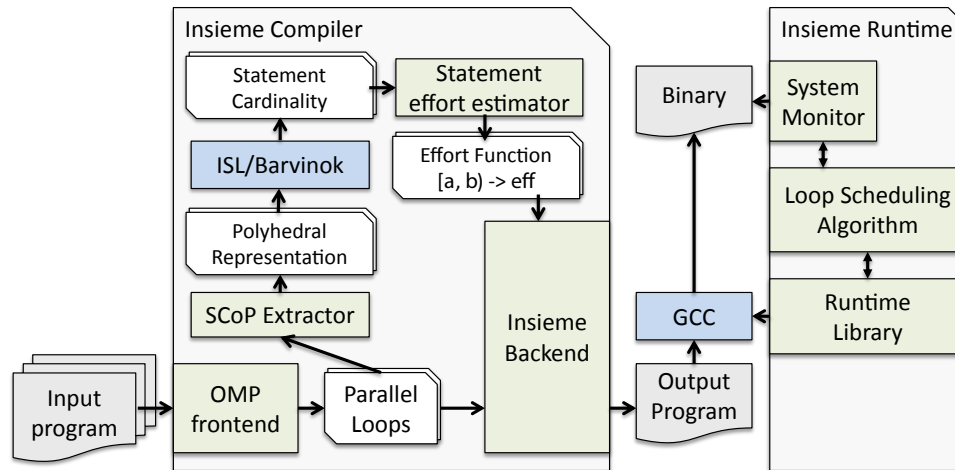 Insieme Compiler
Insieme Runtime
Statement
Cardinality
Statement
effort estimator
Binary
System
Monitor
ISL/Barvinok
Effort Function
[a, b) -> eff
Loop Scheduling
Algorithm
Polyhedral
Representation
SCoP Extractor
Insieme
Backend
GCC
Runtime
Library
Input
program
OMP
frontend
Parallel
Loops
Output
Program